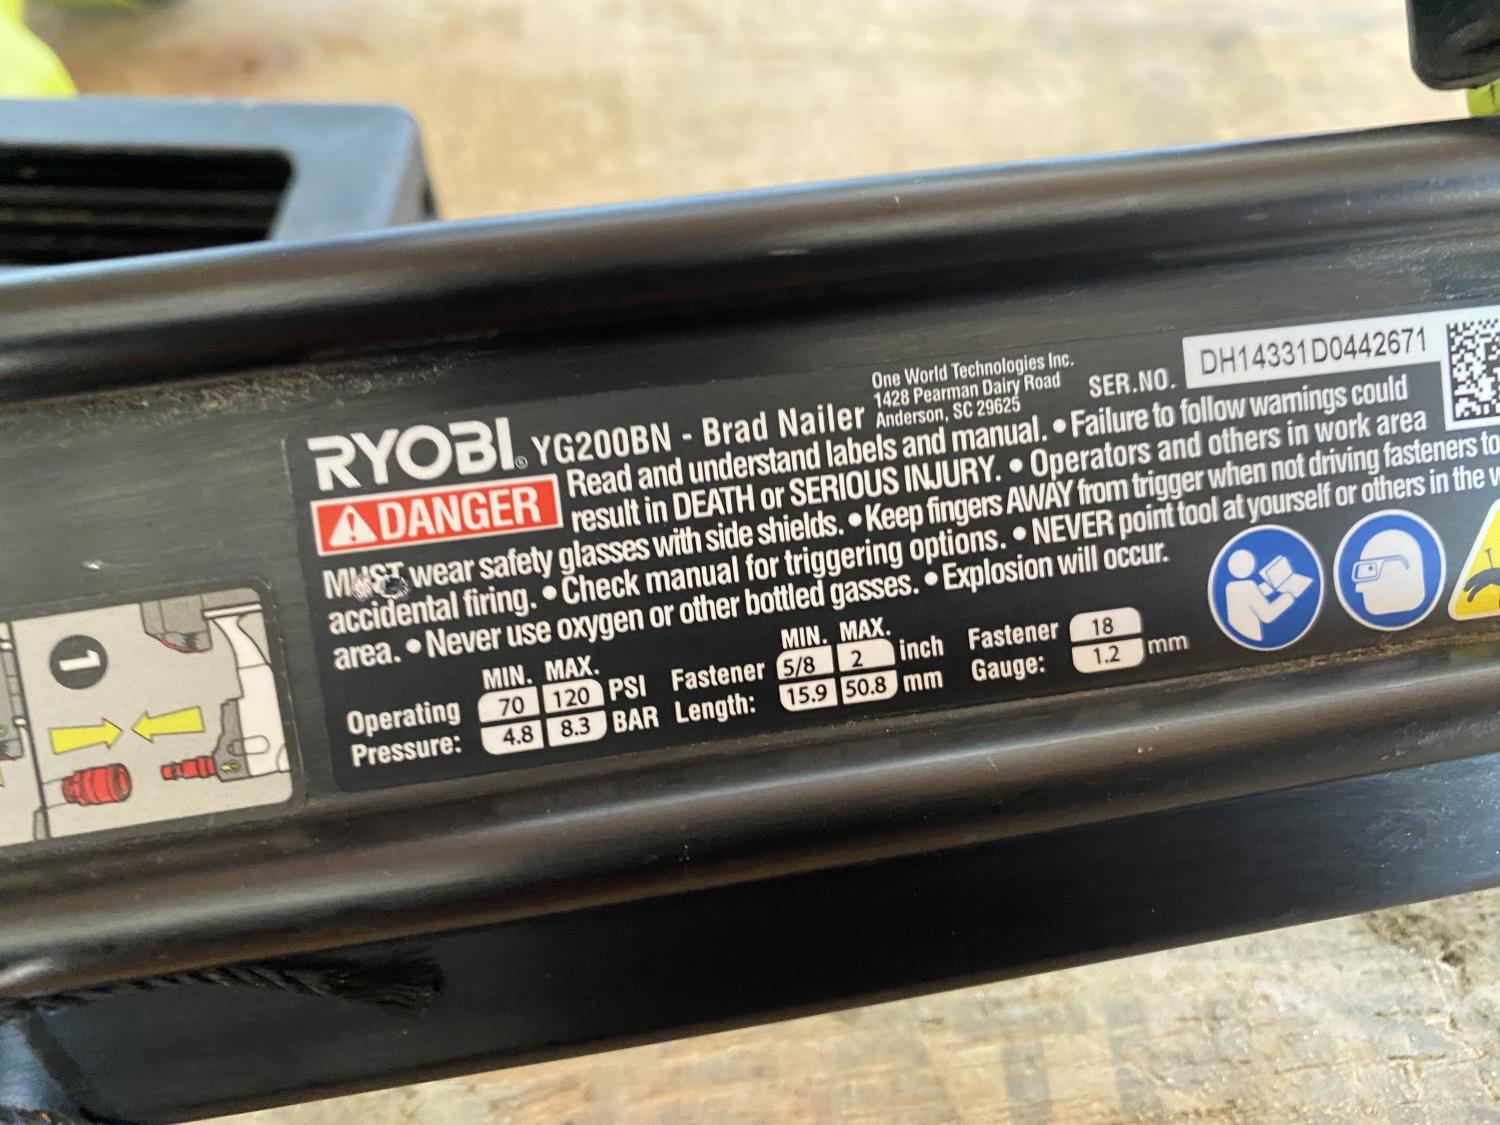 RYOBI® YG200BN - Brad Nailer
One World Technologies Inc.
1428 Pearman Dairy Road
Anderson, SC 29625
SER.NO. DH14331D0442671
⚠DANGER
Read and understand labels and manual. • Failure to follow warnings could
result in DEATH or SERIOUS INJURY. • Operators and others in work area
MUST wear safety glasses with side shields. • Keep fingers AWAY from trigger when not driving fasteners to
accidental firing. • Check manual for triggering options. • NEVER point tool at yourself or others in the
area. • Never use oxygen or other bottled gasses. • Explosion will occur.
MIN. MAX.
Operating Pressure: 70 120 PSI
4.8 8.3 BAR
MIN. MAX.
Fastener Length: 5/8 2 inch
15.9 50.8 mm
Fastener Gauge: 18
1.2 mm
1